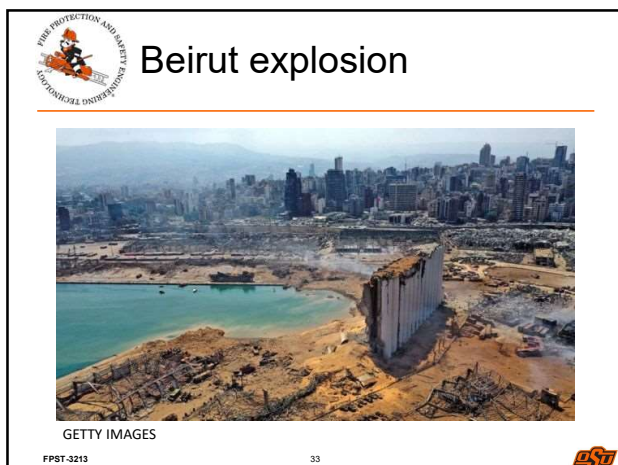 FIRE PROTECTION AND SAFETY ENGINEERING TECHNOLOGY
Beirut explosion
GETTY IMAGES
FPST-3213
33
OSU